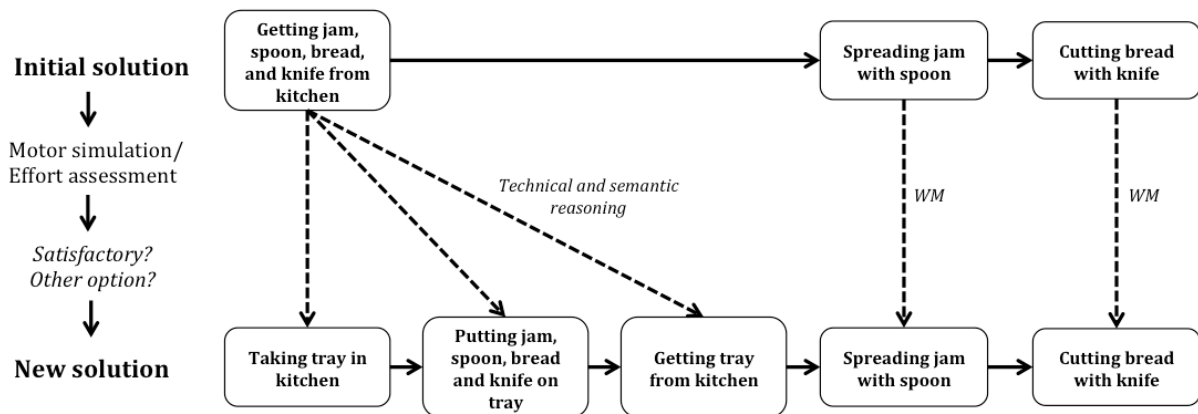 Initial solution
Motor simulation/
Effort assessment
Satisfactory?
Other option?
New solution
Getting jam,
spoon, bread,
and knife from
kitchen
Spreading jam
with spoon
Cutting bread
with knife
Technical and semantic
reasoning
WM
WM
Taking tray in
kitchen
Putting jam,
spoon, bread
and knife on
tray
Getting tray
from kitchen
Spreading jam
with spoon
Cutting bread
with knife